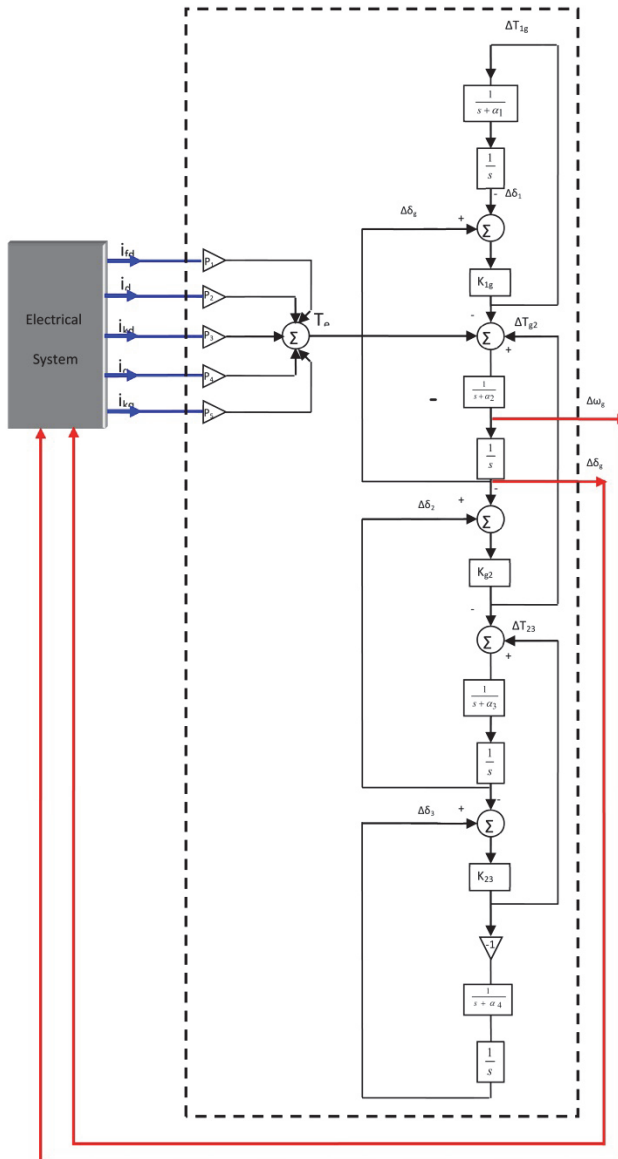 ΔT1g
1/(s + α1)
1/s
- Δδ1
Δδg +
Σ
K1g
-
ifd
P1
id
P2
Electrical
System
ikd
P3
Σ
Te
Σ
ΔTg2
+
iq
P4
ikq
P5
-
1/(s+α2)
Δωg
1/s
Δδg
-
Δδ2 +
Σ
Kg2
-
ΔT23
Σ
+
1/(s + α3)
1/s
-
Δδ3 +
Σ
K23
-1
1/(s + α4)
1/s